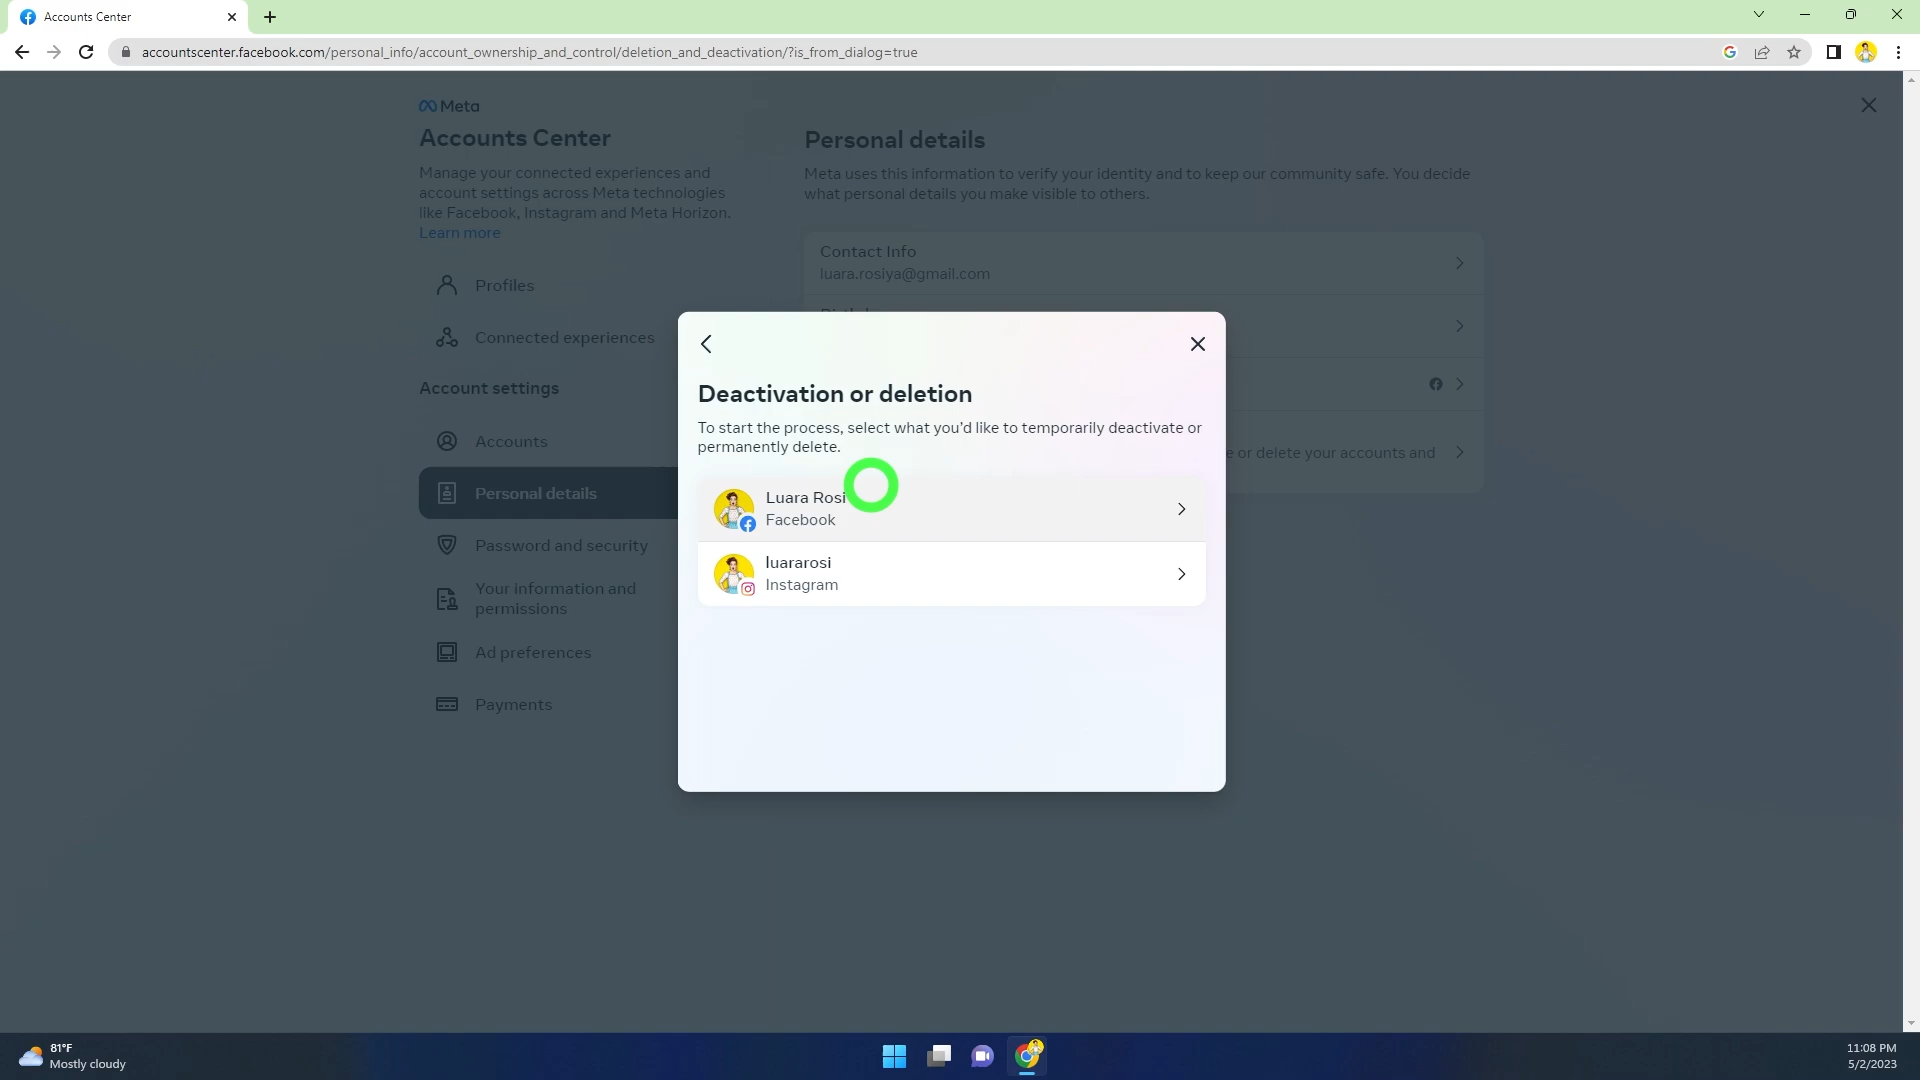 Accounts Center
accountscenter.facebook.com/personal_info/account_ownership_and_control/deletion_and_deactivation/?is_from_dialog=true
Meta
Accounts Center
Manage your connected experiences and
account settings across Meta technologies
like Facebook, Instagram and Meta Horizon.
Learn more
Profiles
Connected experiences
Account settings
Accounts
Personal details
Password and security
Your information and
permissions
Ad preferences
Payments
Personal details
Meta uses this information to verify your identity and to keep our community safe. You decide
what personal details you make visible to others.
Contact Info
luara.rosiya@gmail.com
e or delete your accounts and
Deactivation or deletion
To start the process, select what you’d like to temporarily deactivate or
permanently delete.
Luara Rosi
Facebook
luararosi
Instagram
81°F
Mostly cloudy
11:08 PM
5/2/2023